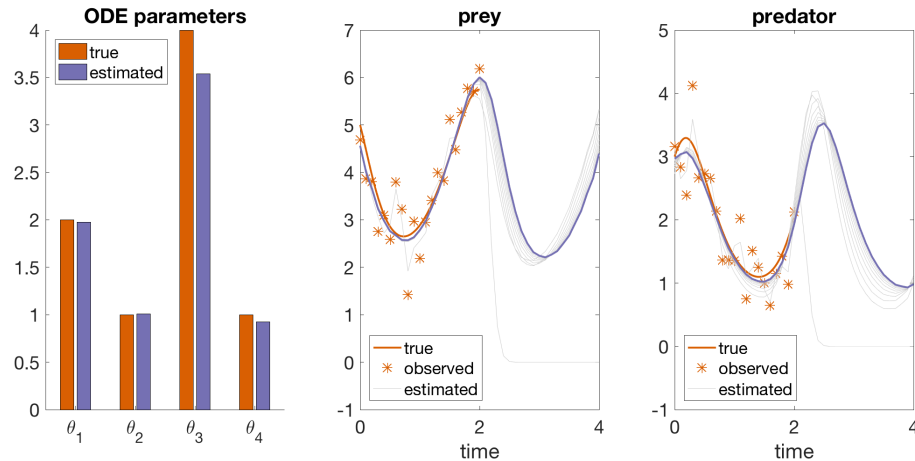 ODE parameters
4
3.5
3
2.5
2
1.5
1
0.5
0
true
estimated
θ1
θ2
θ3
θ4
prey
7
6
5
4
3
2
1
0
-1
true
observed
estimated
0
2
4
time
predator
5
4
3
2
1
0
-1
true
observed
estimated
0
2
4
time